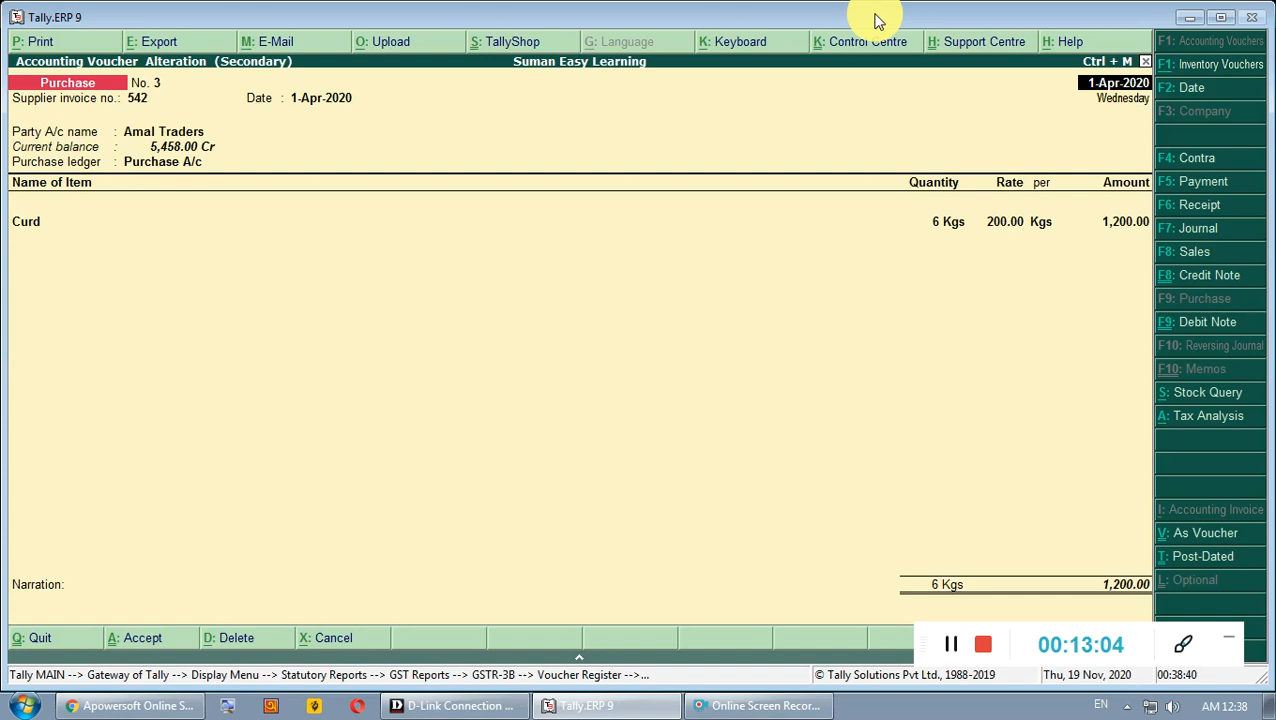 Tally.ERP 9
P: Print E: Export M: E-Mail O: Upload S: TallyShop G: Language K: Keyboard K: Control Centre H: Support Centre H: Help
Accounting Voucher Alteration (Secondary) Suman Easy Learning Ctrl + M
Purchase No. 3 1-Apr-2020
Supplier invoice no.: 542 Date : 1-Apr-2020 Wednesday
Party A/c name : Amal Traders
Current balance : 5,458.00 Cr
Purchase ledger : Purchase A/c
Name of Item Quantity Rate per Amount
Curd 6 Kgs 200.00 Kgs 1,200.00
Narration: 6 Kgs 1,200.00
Q: Quit A: Accept D: Delete X: Cancel
F1: Accounting Vouchers
F1: Inventory Vouchers
F2: Date
F3: Company
F4: Contra
F5: Payment
F6: Receipt
F7: Journal
F8: Sales
F8: Credit Note
F9: Purchase
F9: Debit Note
F10: Reversing Journal
F10: Memos
S: Stock Query
A: Tax Analysis
I: Accounting Invoice
V: As Voucher
T: Post-Dated
L: Optional
00:13:04
Tally MAIN --> Gateway of Tally --> Display Menu --> Statutory Reports --> GST Reports --> GSTR-3B --> Voucher Register -->... © Tally Solutions Pvt Ltd., 1988-2019 Thu, 19 Nov, 2020 00:38:40
Apowersoft Online S... D-Link Connection ... Tally.ERP 9 Online Screen Recor... EN AM 12:38